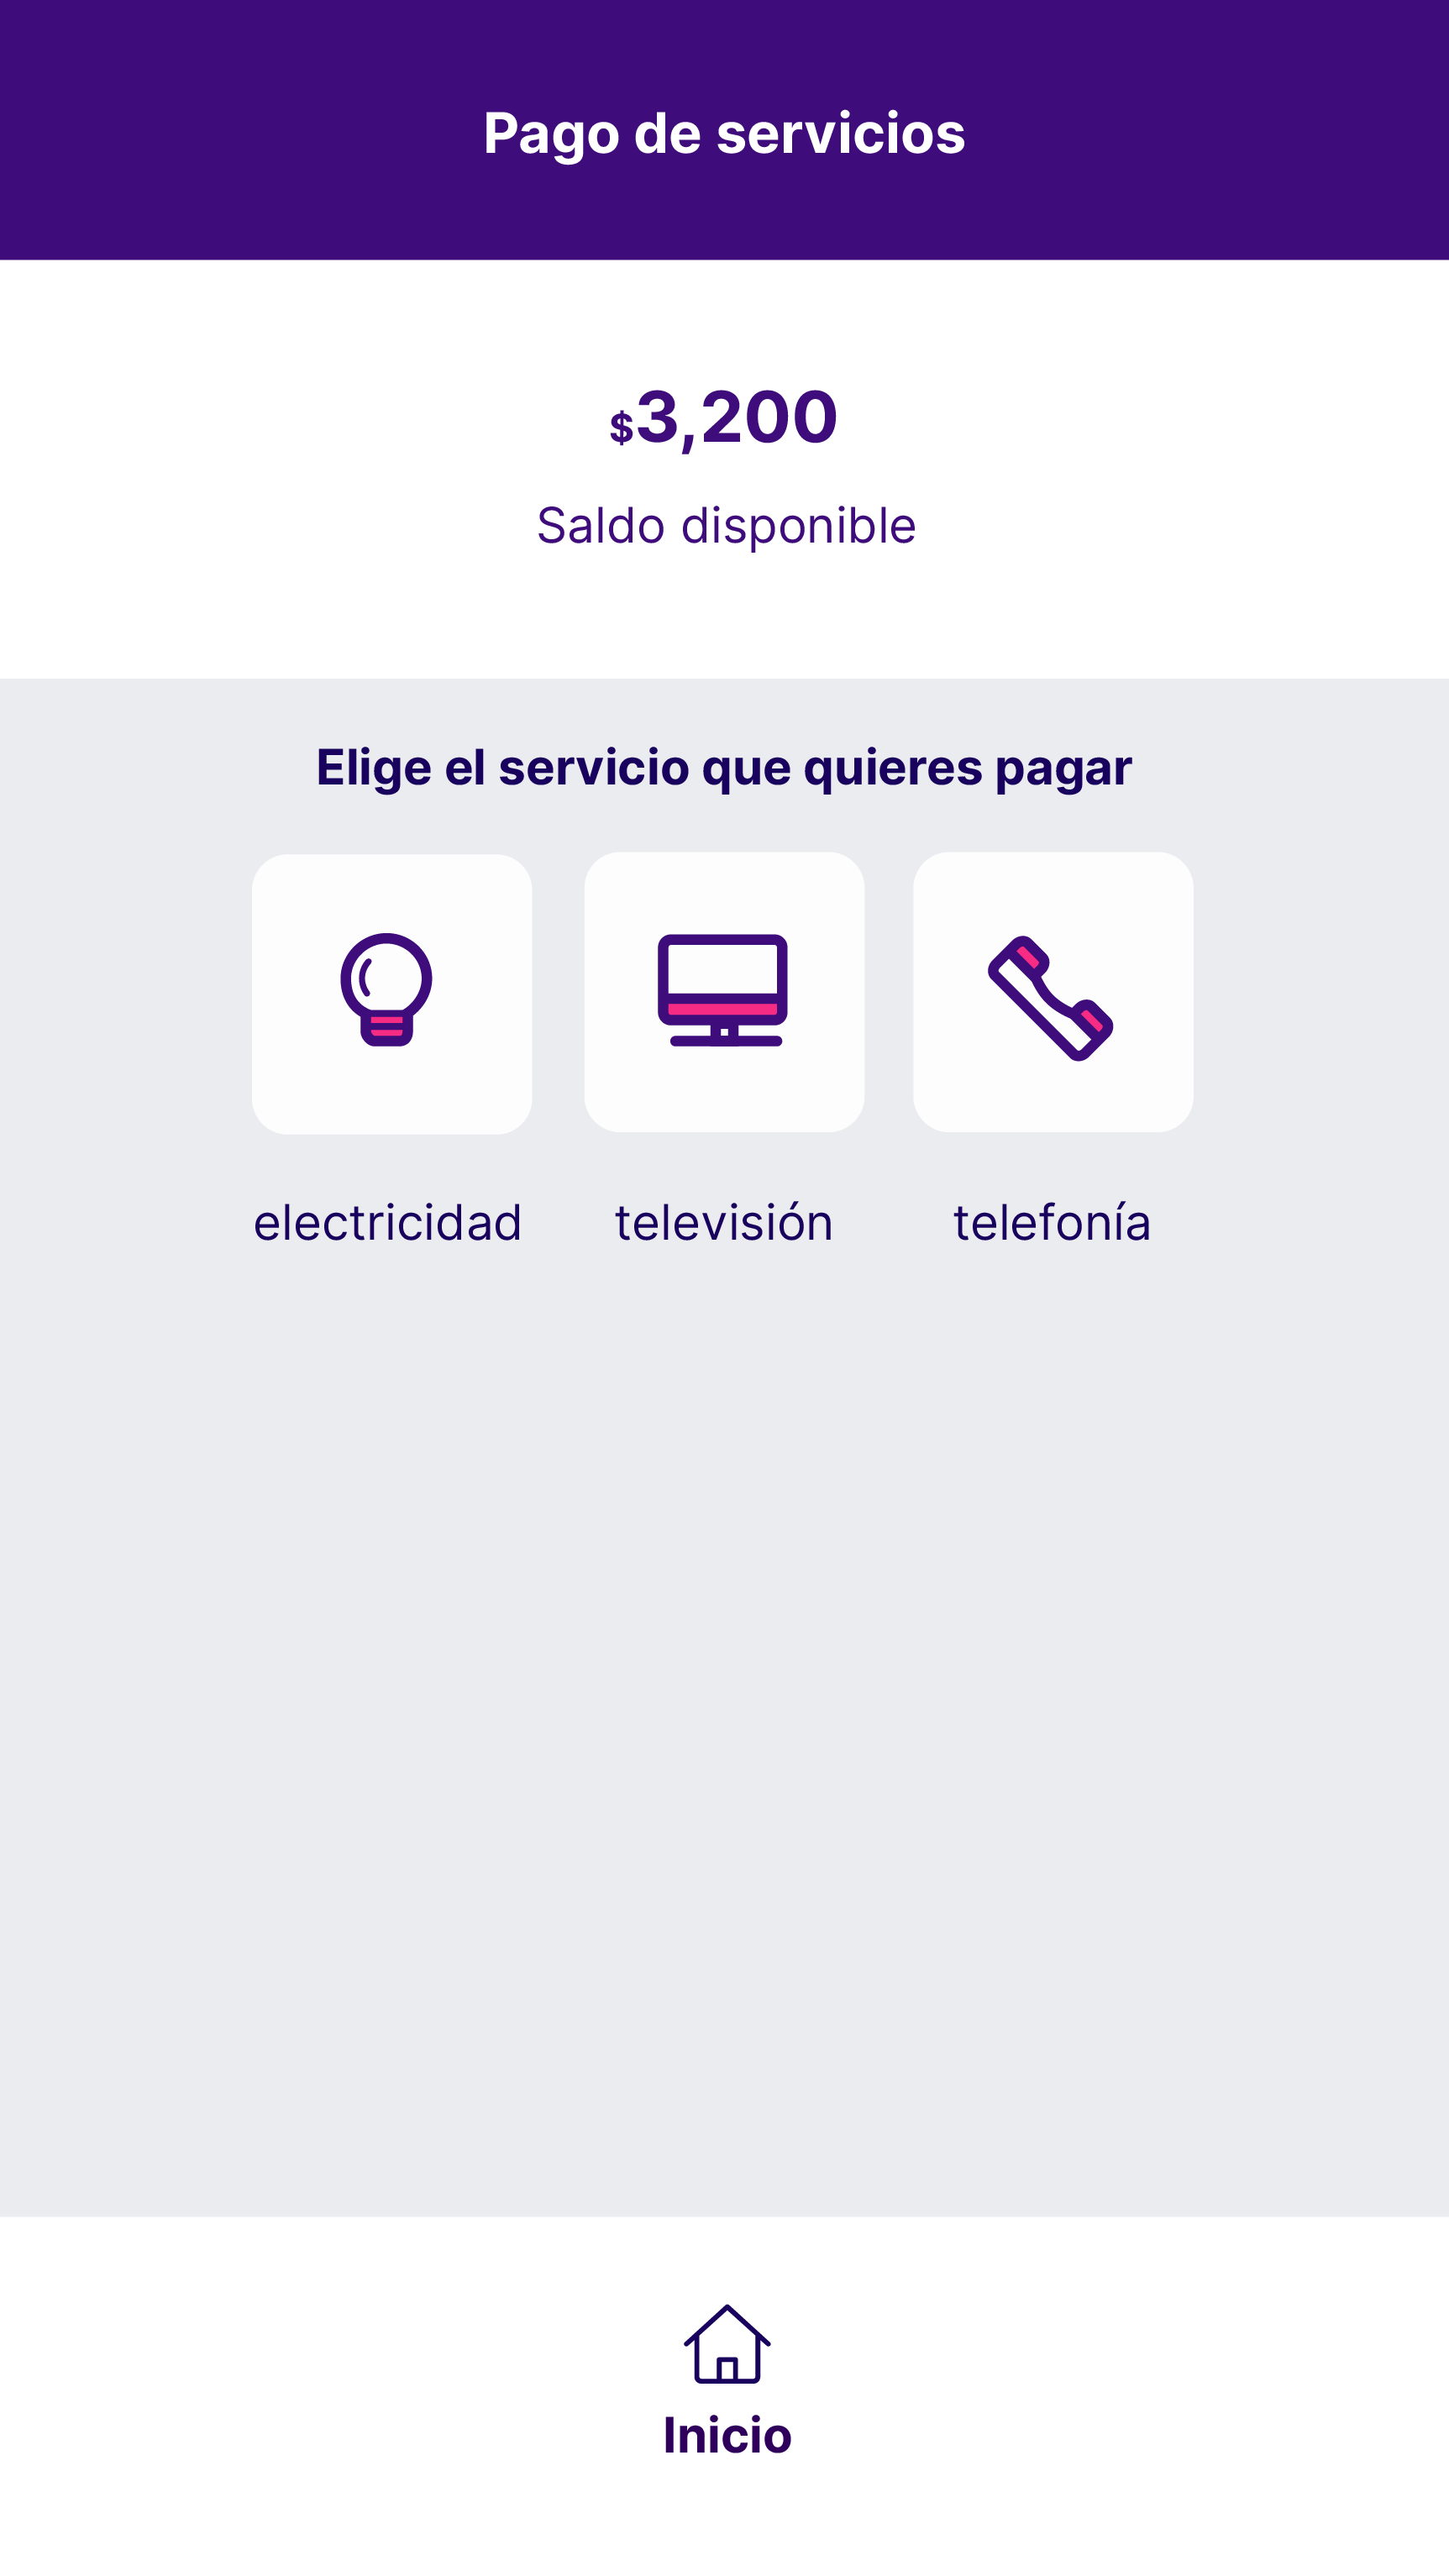 Pago de servicios
$3,200
Saldo disponible
Elige el servicio que quieres pagar
electricidad televisión telefonía
Inicio